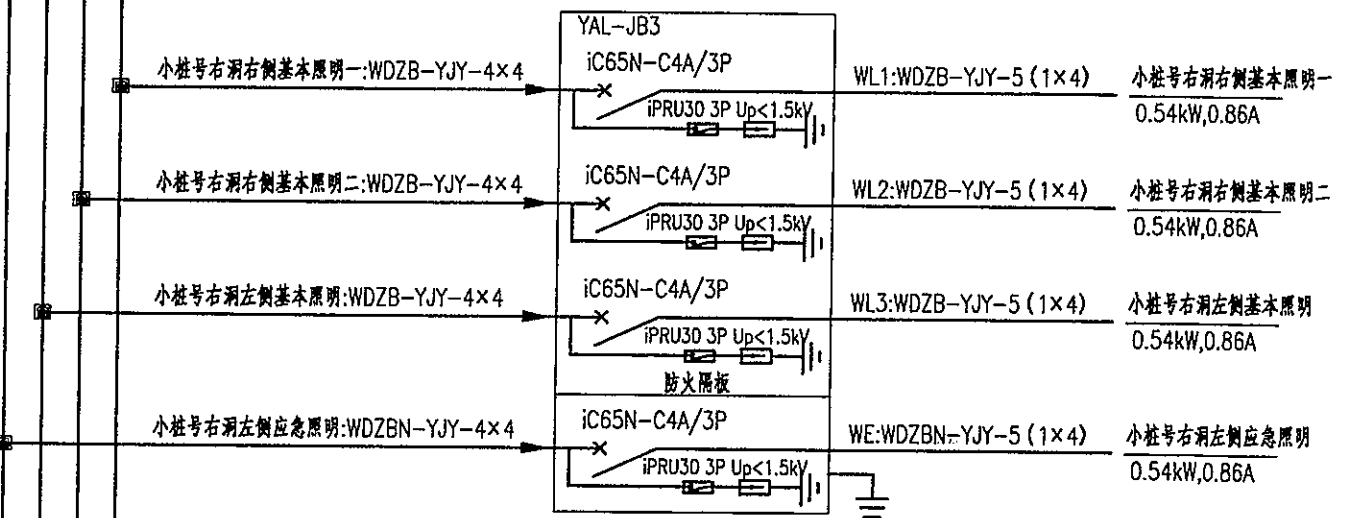 YAL-JB3
小桩号右洞右侧基本照明一:WDZB-YJY-4×4
iC65N-C4A/3P
iPRU30 3P Up<1.5kV
WL1:WDZB-YJY-5(1×4)
小桩号右洞右侧基本照明一
0.54kW,0.86A
小桩号右洞右侧基本照明二:WDZB-YJY-4×4
iC65N-C4A/3P
iPRU30 3P Up<1.5kV
WL2:WDZB-YJY-5(1×4)
小桩号右洞右侧基本照明二
0.54kW,0.86A
小桩号右洞左侧基本照明:WDZB-YJY-4×4
iC65N-C4A/3P
iPRU30 3P Up<1.5kV
WL3:WDZB-YJY-5(1×4)
小桩号右洞左侧基本照明
0.54kW,0.86A
防火隔板
小桩号右洞左侧应急照明:WDZBN-YJY-4×4
iC65N-C4A/3P
iPRU30 3P Up<1.5kV
WE:WDZBN-YJY-5(1×4)
小桩号右洞左侧应急照明
0.54kW,0.86A